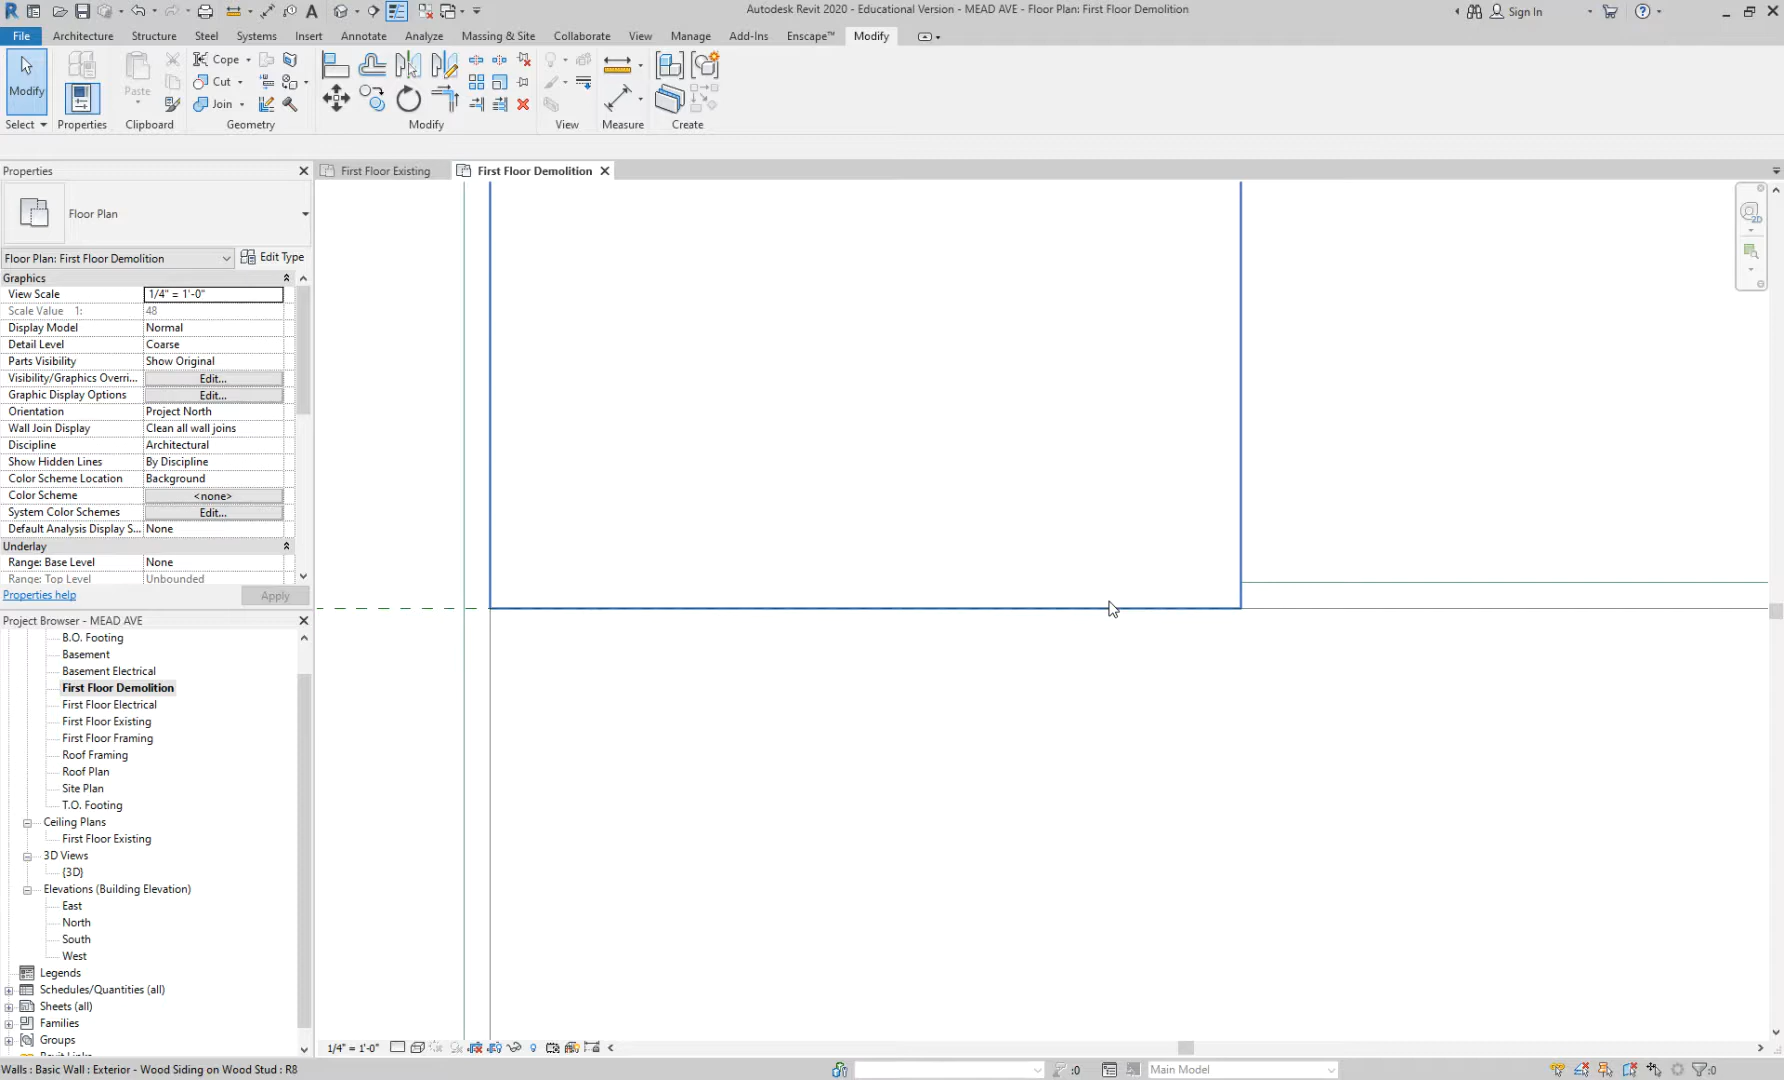 Autodesk Revit 2020 - Educational Version - MEAD AVE - Floor Plan: First Floor Demolition
Sign In
File Architecture Structure Steel Systems Insert Annotate Analyze Massing & Site Collaborate View Manage Add-Ins Enscape™ Modify
Modify
Paste
Cope
Cut
Join
Select Properties Clipboard Geometry Modify View Measure Create
Properties
First Floor Existing
First Floor Demolition
Floor Plan
Floor Plan: First Floor Demolition
Edit Type
Graphics
View Scale 1/4" = 1'-0"
Scale Value 1: 48
Display Model Normal
Detail Level Coarse
Parts Visibility Show Original
Visibility/Graphics Overri... Edit...
Graphic Display Options Edit...
Orientation Project North
Wall Join Display Clean all wall joins
Discipline Architectural
Show Hidden Lines By Discipline
Color Scheme Location Background
Color Scheme <none>
System Color Schemes Edit...
Default Analysis Display S... None
Underlay
Range: Base Level None
Range: Top Level Unbounded
Properties help
Apply
Project Browser - MEAD AVE
B.O. Footing
Basement
Basement Electrical
First Floor Demolition
First Floor Electrical
First Floor Existing
First Floor Framing
Roof Framing
Roof Plan
Site Plan
T.O. Footing
Ceiling Plans
First Floor Existing
3D Views
{3D}
Elevations (Building Elevation)
East
North
South
West
Legends
Schedules/Quantities (all)
Sheets (all)
Families
Groups
1/4" = 1'-0"
Walls : Basic Wall : Exterior - Wood Siding on Wood Stud : R8
:0
Main Model
:0